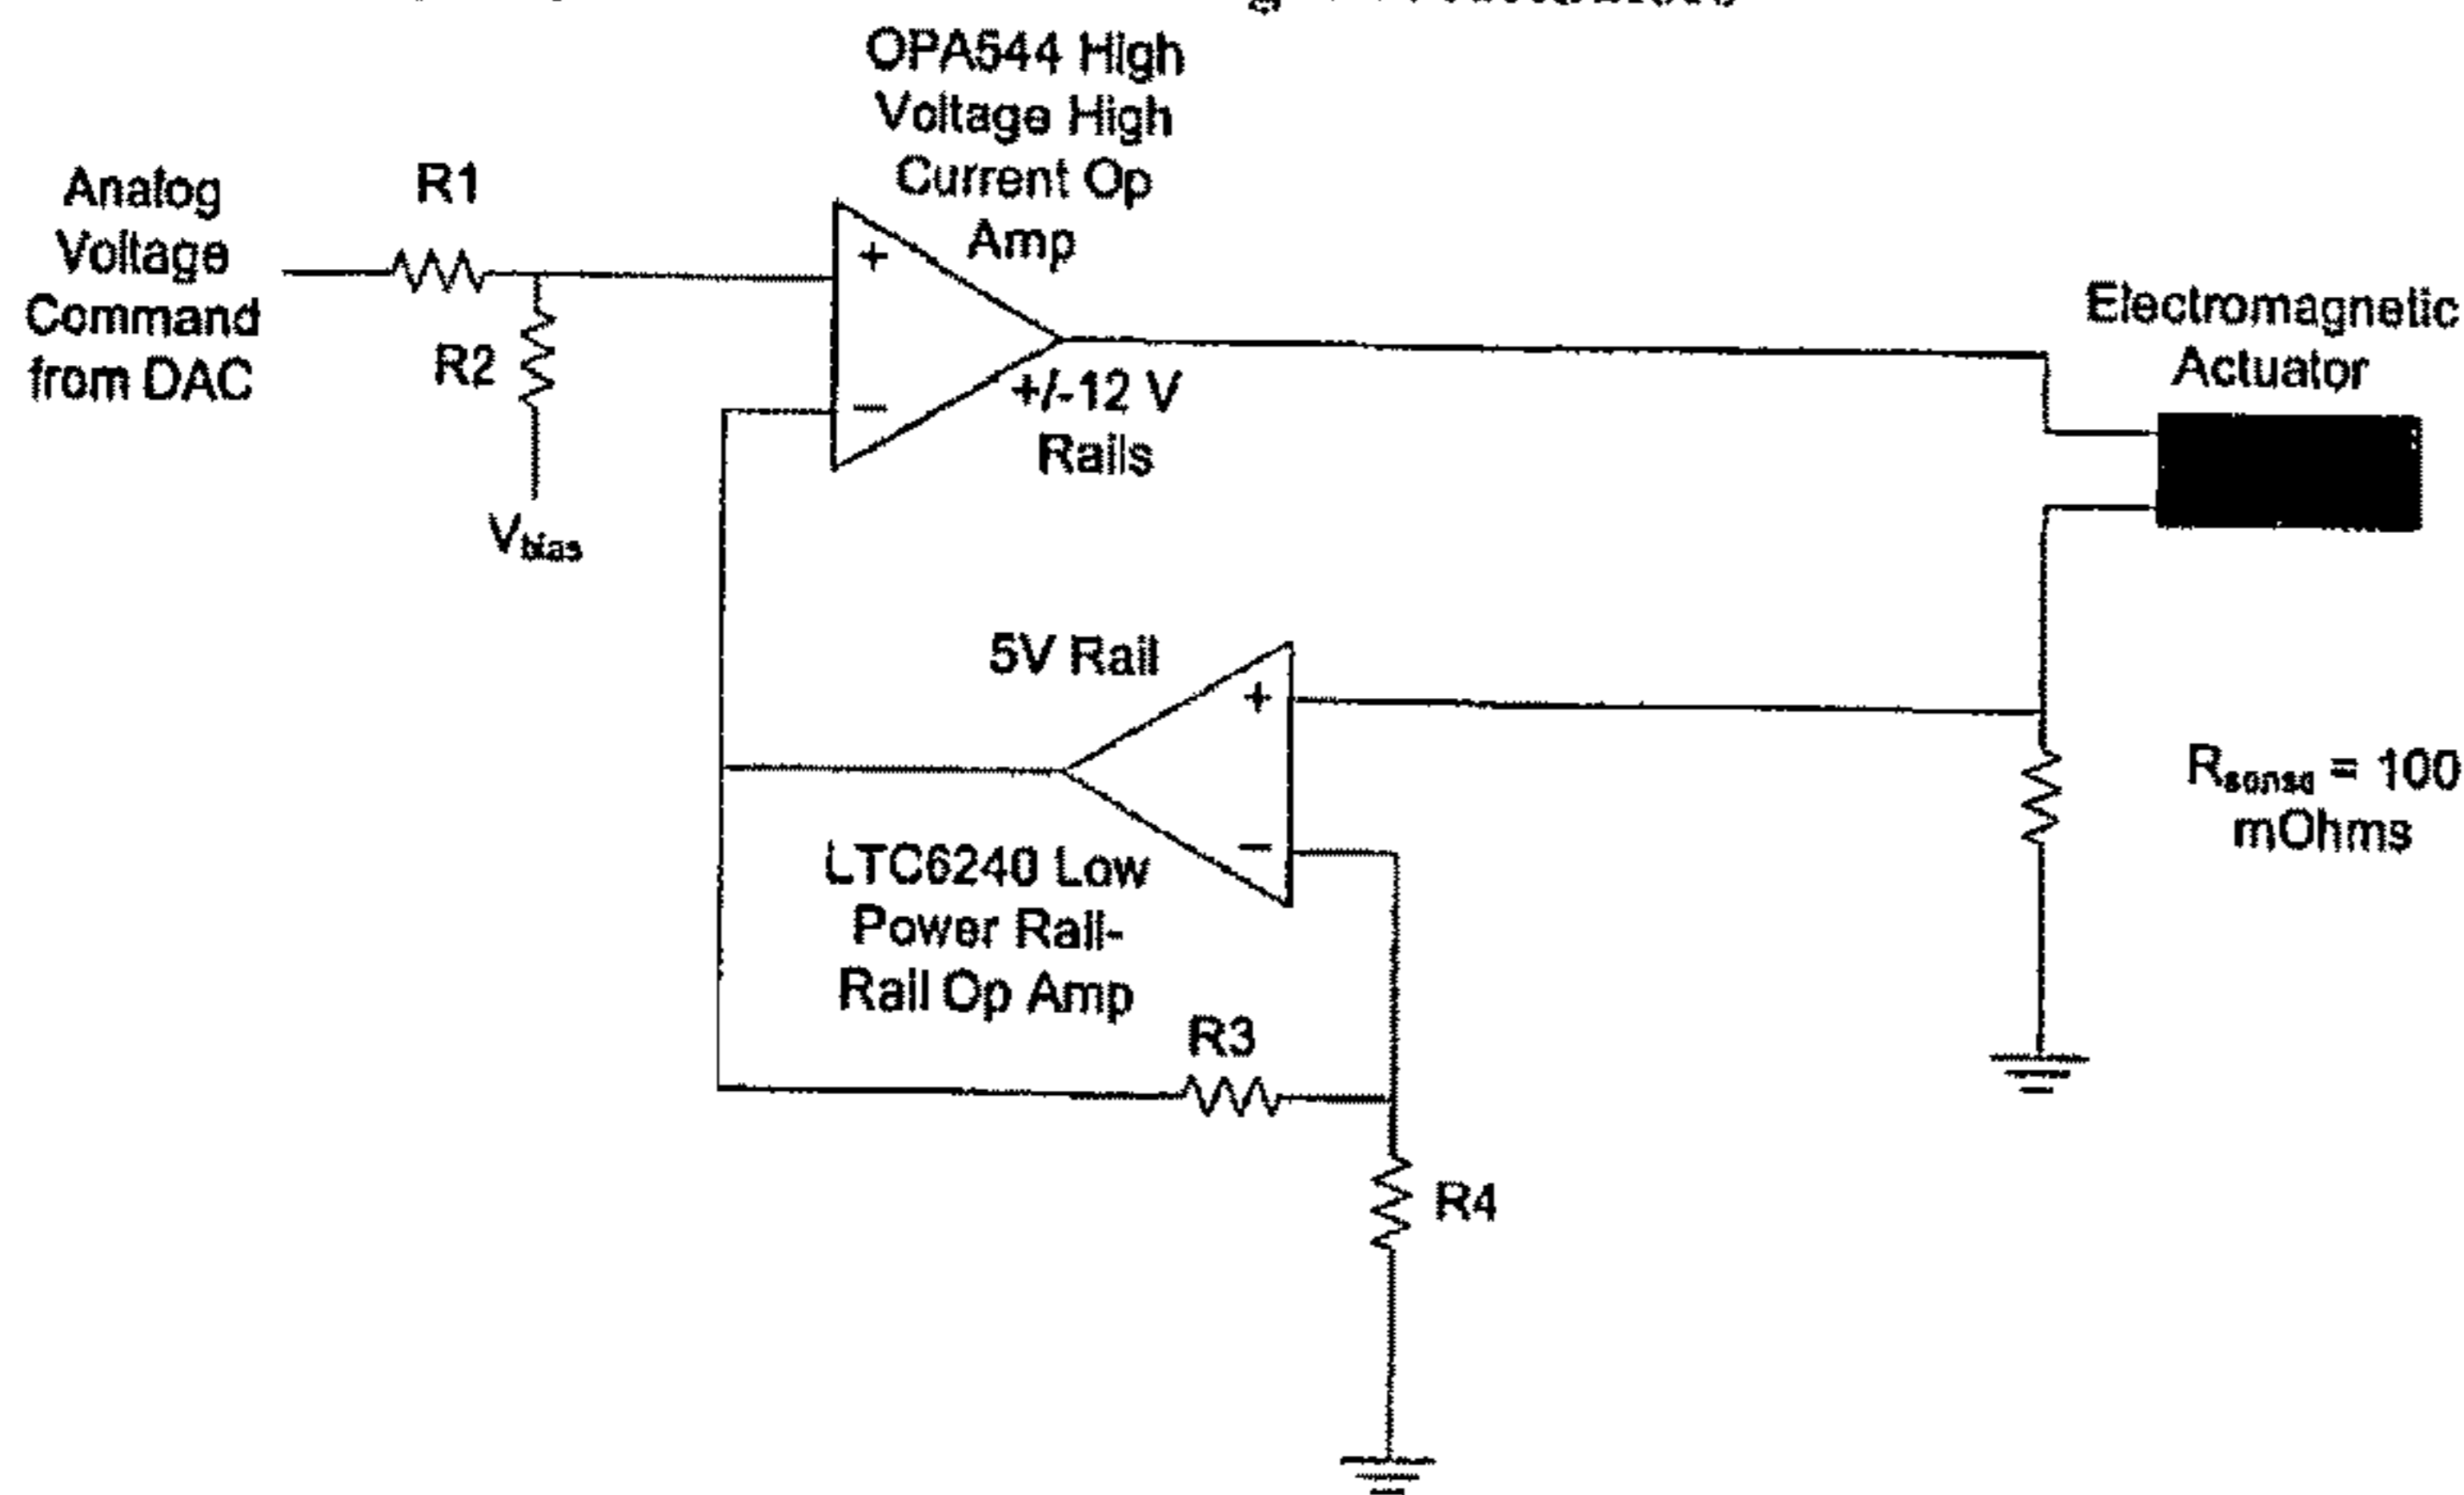 OPA544 High
Voltage High
Current Op
Amp
Analog
Voltage
Command
from DAC
R1
R2
V bias
+
−
+/-12 V
Rails
Electromagnetic
Actuator
5V Rail
+
−
LTC6240 Low
Power Rail-
Rail Op Amp
Rsense = 100
mOhms
R3
R4